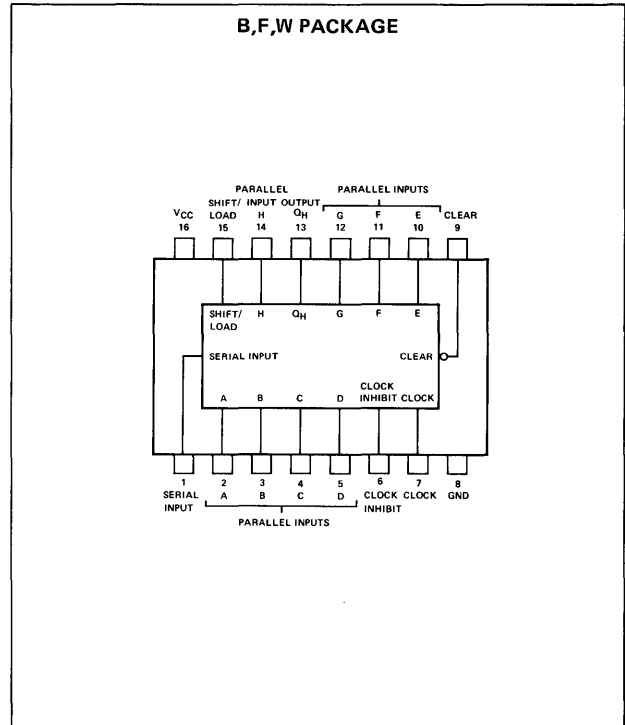 B,F,W PACKAGE
PARALLEL PARALLEL INPUTS
SHIFT/ INPUT OUTPUT
VCC LOAD H QH G F E CLEAR
16 15 14 13 12 11 10 9
SHIFT/ H QH G F E
LOAD
SERIAL INPUT CLEAR
CLOCK
A B C D INHIBIT CLOCK
1 2 3 4 5 6 7 8
SERIAL A B C D CLOCK CLOCK GND
INPUT INHIBIT
PARALLEL INPUTS